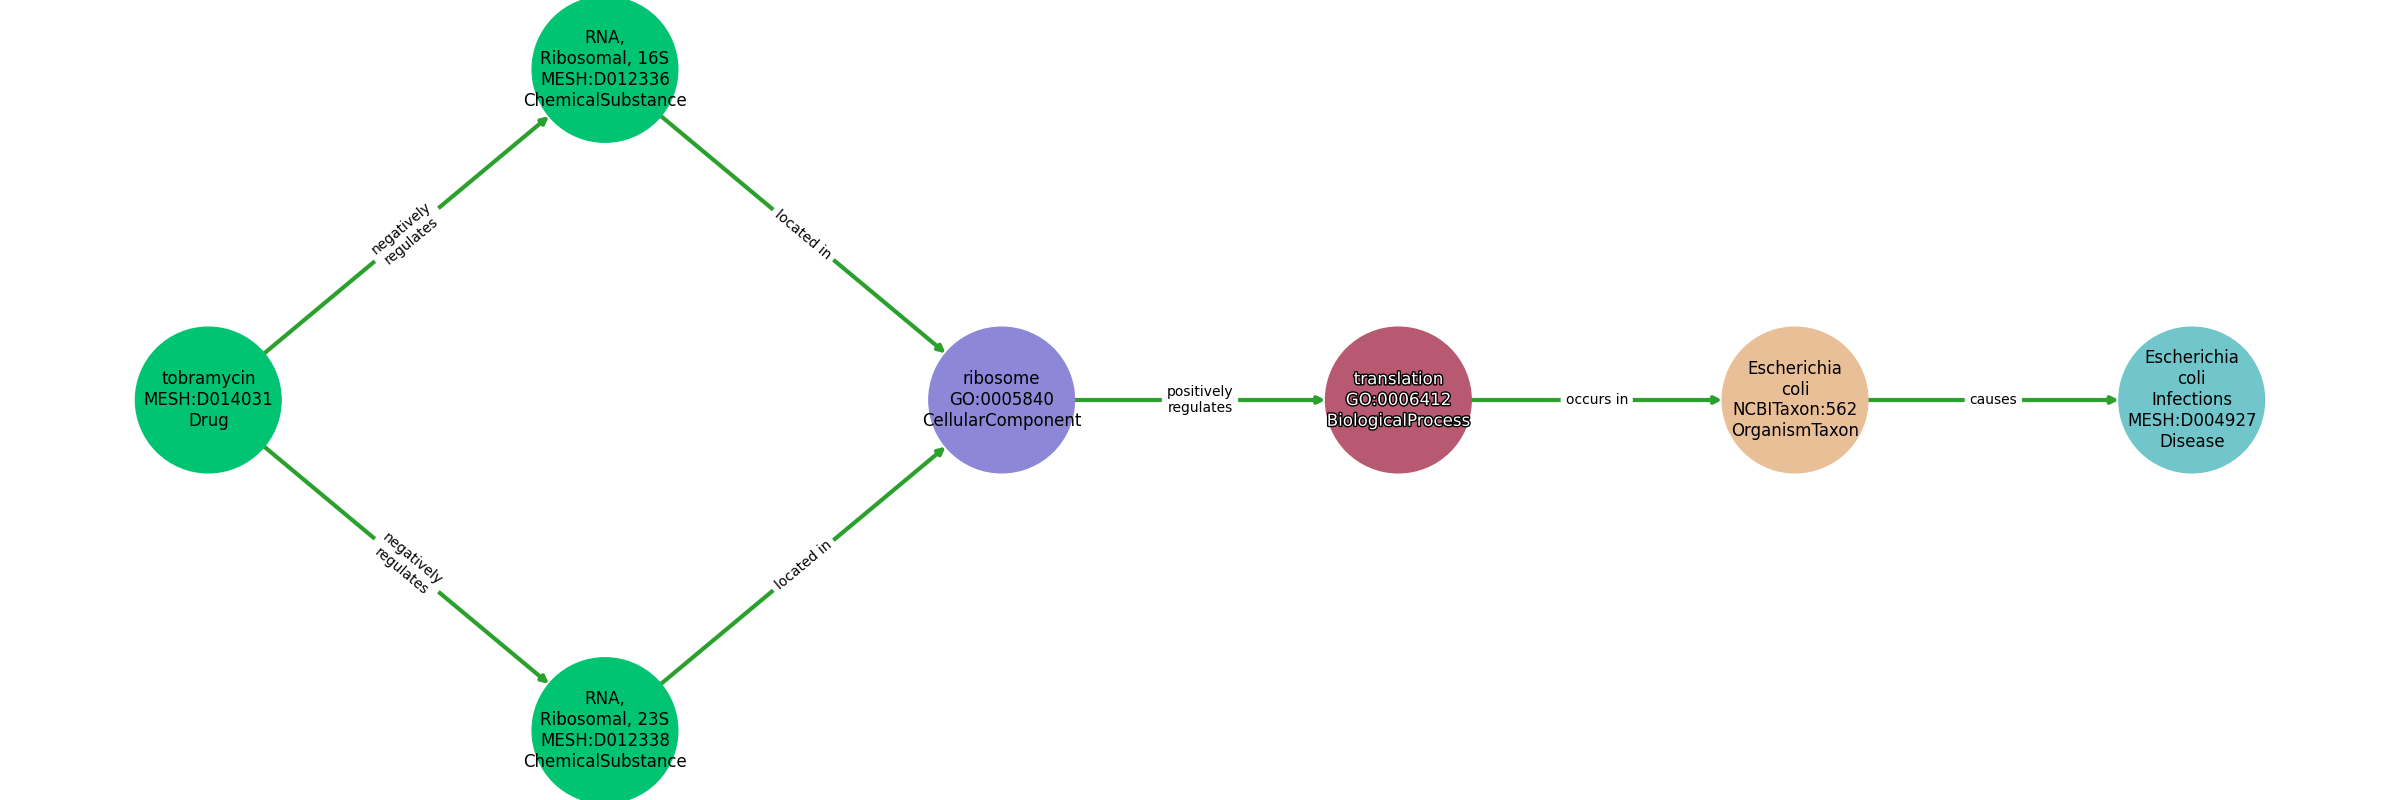 RNA,
Ribosomal, 16S
MESH:D012336
ChemicalSubstance
negatively
regulates
located in
tobramycin
MESH:D014031
Drug
ribosome
GO:0005840
CellularComponent
positively
regulates
translation
GO:0006412
BiologicalProcess
occurs in
Escherichia
coli
NCBITaxon:562
OrganismTaxon
causes
Escherichia
coli
Infections
MESH:D004927
Disease
negatively
regulates
located in
RNA,
Ribosomal, 23S
MESH:D012338
ChemicalSubstance